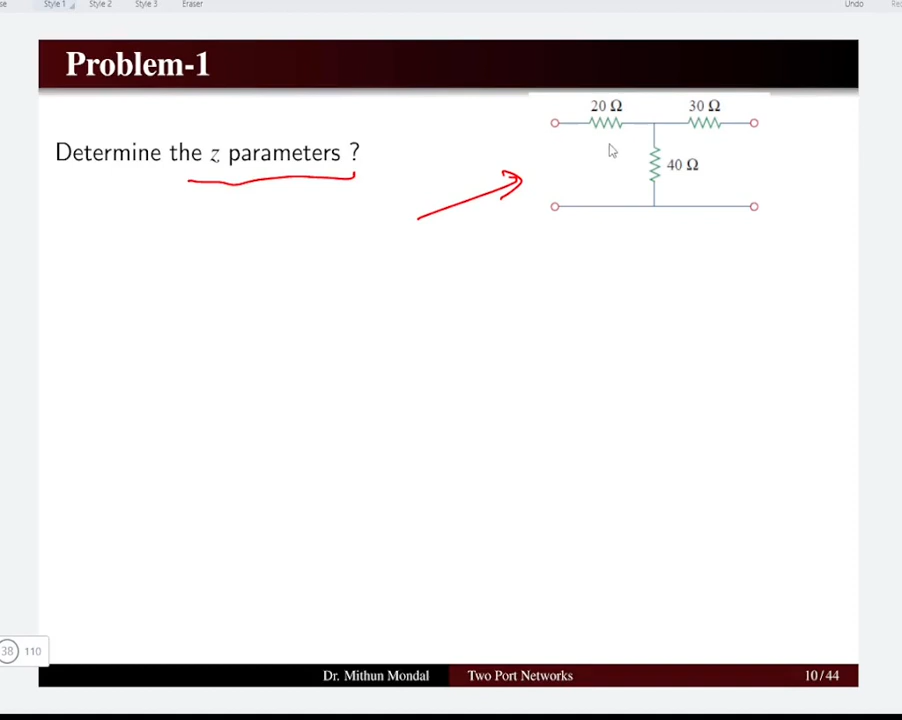 Style 1 Style 2 Style 3 Eraser Undo
Problem-1
20 Ω 30 Ω
Determine the z parameters ?
40 Ω
38 110
Dr. Mithun Mondal Two Port Networks 10/44